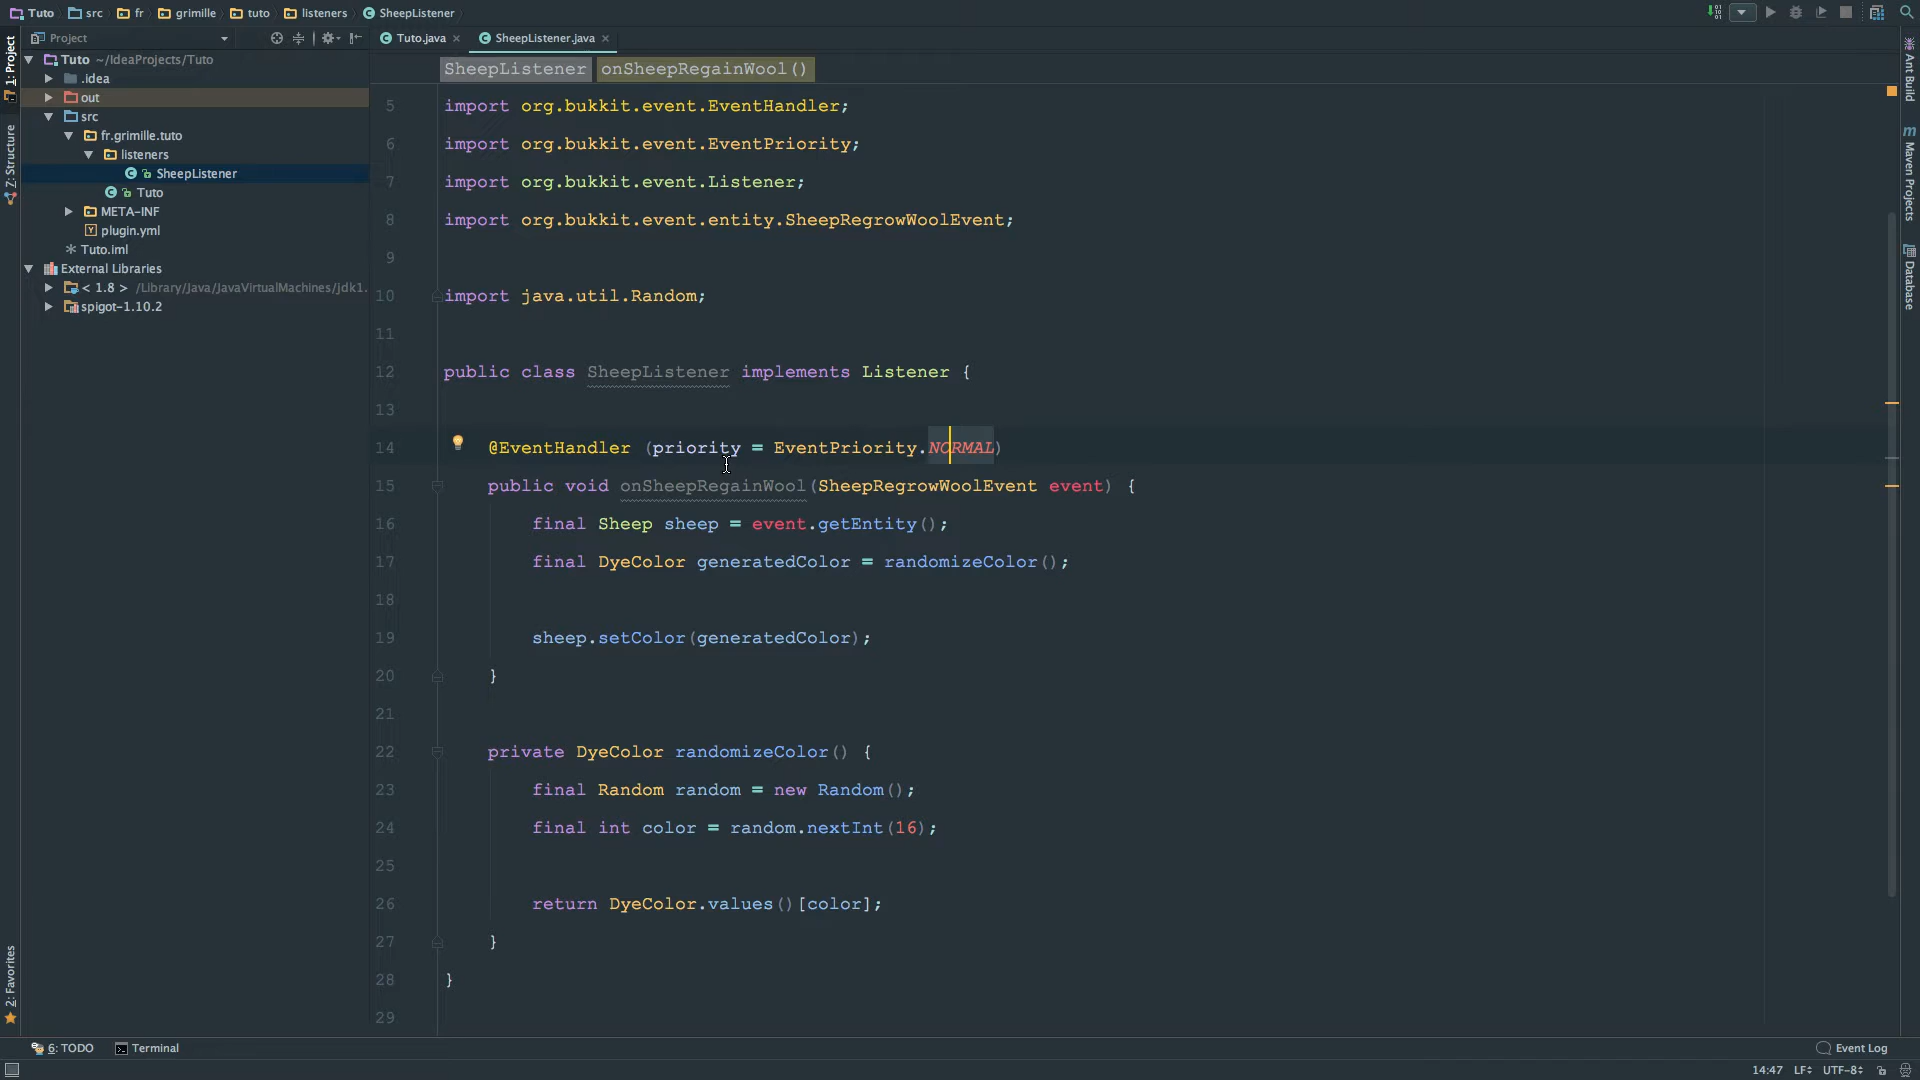 Tuto src fr grimille tuto listeners SheepListener
Project
Tuto.java SheepListener.java
SheepListener onSheepRegainWool()
1: Project
Z: Structure
2: Favorites
Tuto ~/IdeaProjects/Tuto
.idea
out
src
fr.grimille.tuto
listeners
SheepListener
Tuto
META-INF
plugin.yml
Tuto.iml
External Libraries
< 1.8 > /Library/Java/JavaVirtualMachines/jdk1.
spigot-1.10.2
5 import org.bukkit.event.EventHandler;
6 import org.bukkit.event.EventPriority;
7 import org.bukkit.event.Listener;
8 import org.bukkit.event.entity.SheepRegrowWoolEvent;
9
10 import java.util.Random;
11
12 public class SheepListener implements Listener {
13
14 @EventHandler (priority = EventPriority.NORMAL)
15 public void onSheepRegainWool(SheepRegrowWoolEvent event) {
16 final Sheep sheep = event.getEntity();
17 final DyeColor generatedColor = randomizeColor();
18
19 sheep.setColor(generatedColor);
20 }
21
22 private DyeColor randomizeColor() {
23 final Random random = new Random();
24 final int color = random.nextInt(16);
25
26 return DyeColor.values()[color];
27 }
28 }
29
Ant Build
Maven Projects
Database
6: TODO Terminal Event Log
14:47 LF UTF-8